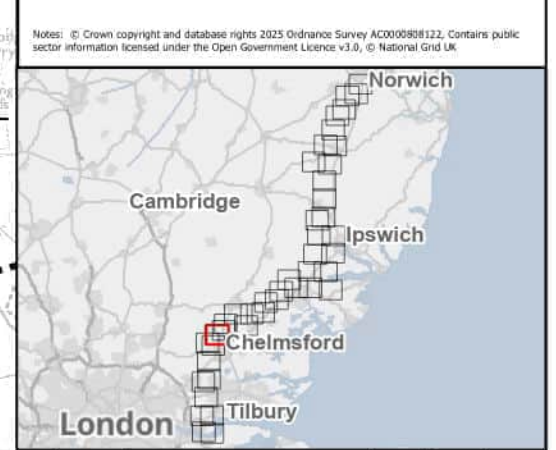 Notes: © Crown copyright and database rights 2025 Ordnance Survey AC0000808122, Contains public
sector information licensed under the Open Government Licence v3.0, © National Grid UK
Norwich
Cambridge
Ipswich
Chelmsford
Tilbury
London